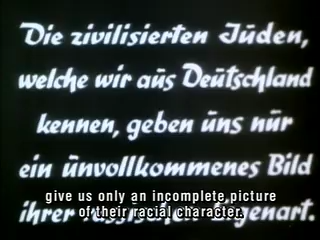 Die zivilisierten Juden,
welche wir aus Deutschland
kennen, geben uns nur
ein unvollkommenes Bild
give us only an incomplete picture
ihrer Eigenart.
of their racial character.